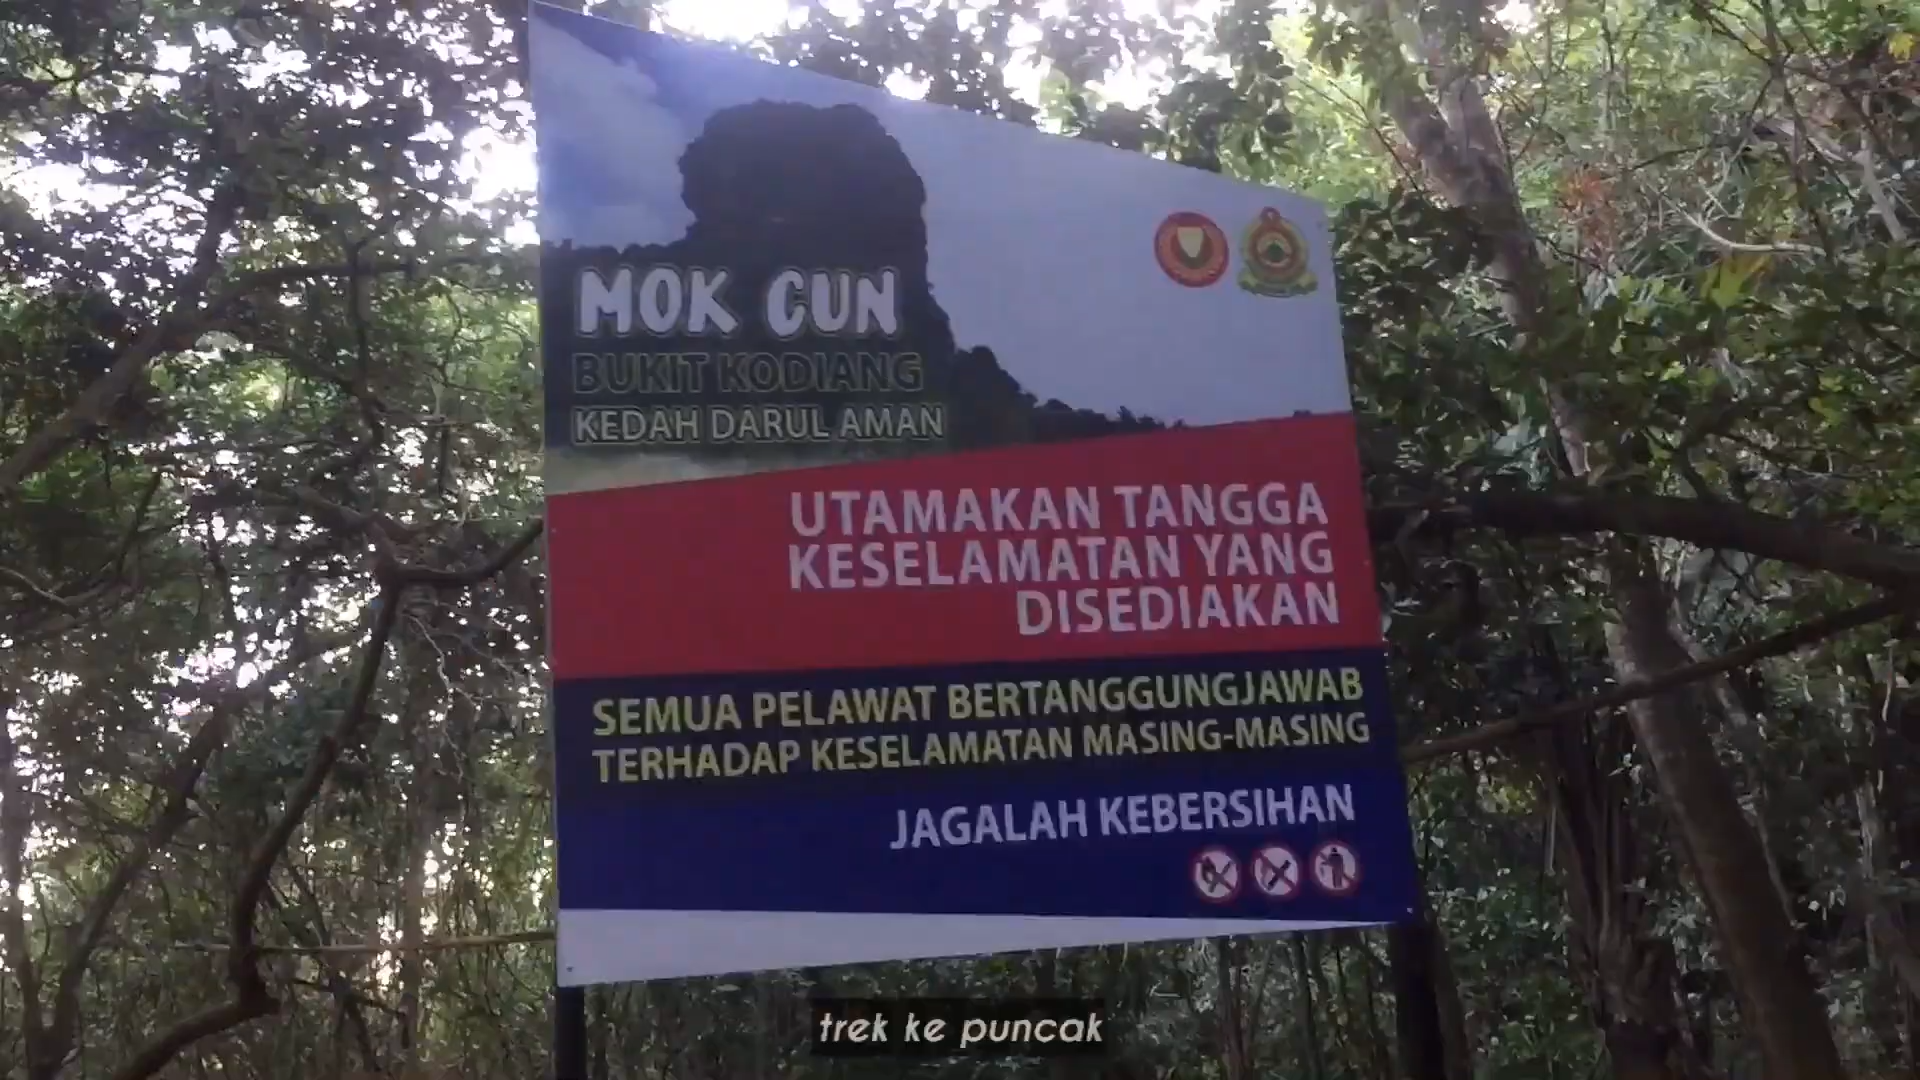 MOK CUN
BUKIT KODIANG
KEDAH DARUL AMAN
UTAMAKAN TANGGA
KESELAMATAN YANG
DISEDIAKAN
SEMUA PELAWAT BERTANGGUNGJAWAB
TERHADAP KESELAMATAN MASING-MASING
JAGALAH KEBERSIHAN
trek ke puncak